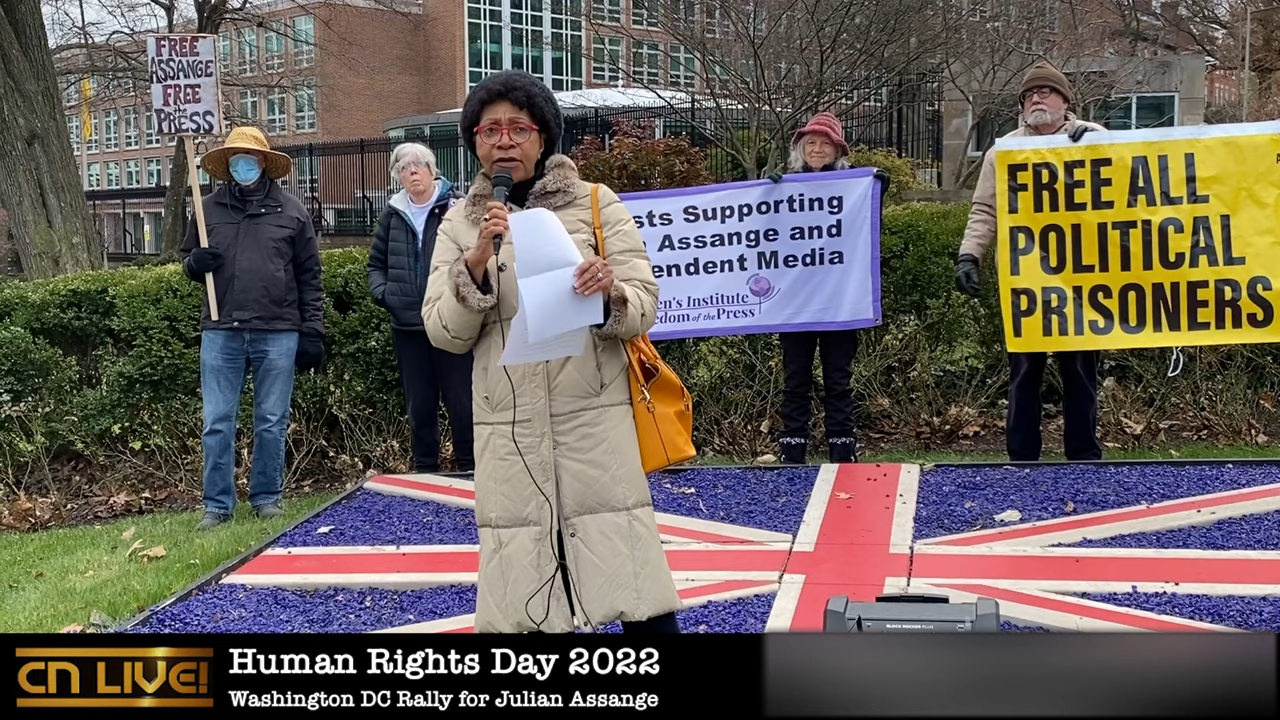 FREE
ASSANGE
FREE
the
PRESS
sts Supporting
Assange and
endent Media
en's Institute
edom of the Press
FREE ALL
POLITICAL
PRISONERS
BLOCK ROCKER PLUS
CN LIVE!
Human Rights Day 2022
Washington DC Rally for Julian Assange